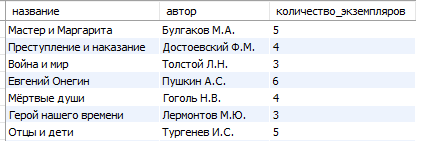 название автор количество_экземпляров
Мастер и Маргарита Булгаков М.А. 5
Преступление и наказание Достоевский Ф.М. 4
Война и мир Толстой Л.Н. 3
Евгений Онегин Пушкин А.С. 6
Мёртвые души Гоголь Н.В. 4
Герой нашего времени Лермонтов М.Ю. 3
Отцы и дети Тургенев И.С. 5